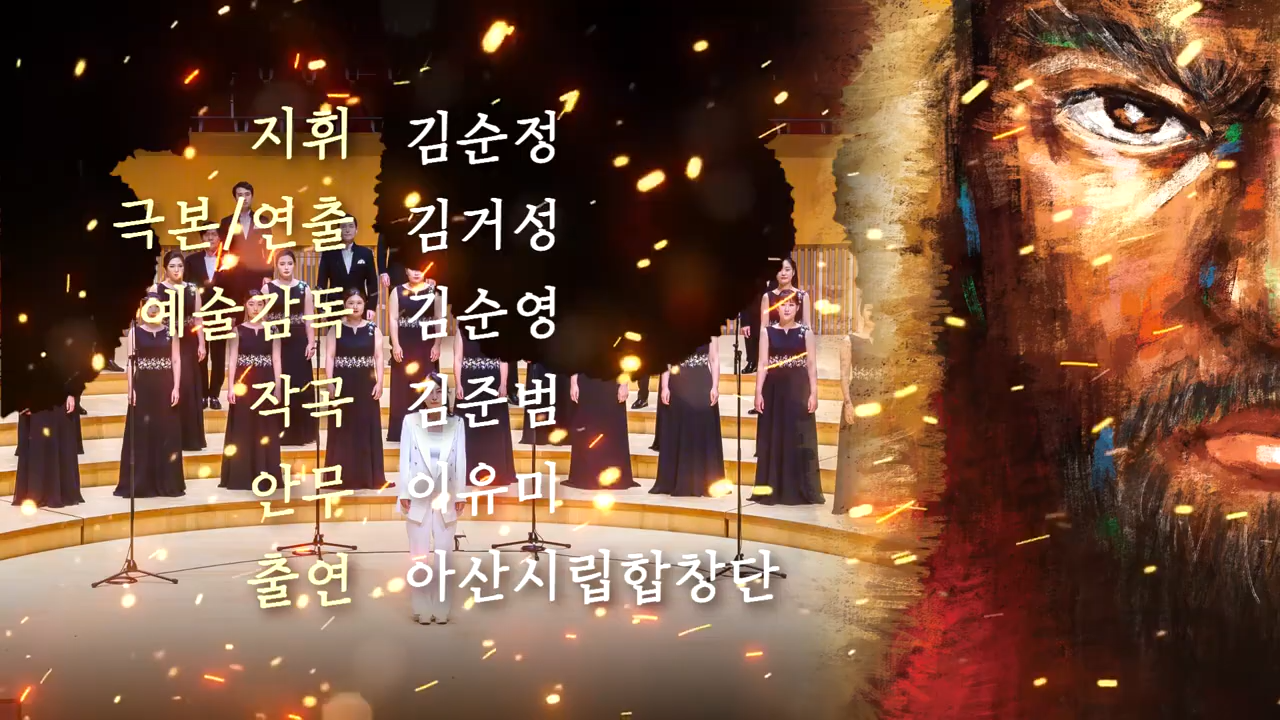 지휘 김순정
극본/연출 김거성
예술감독 김순영
작곡 김준범
안무 이유미
출연 아산시립합창단